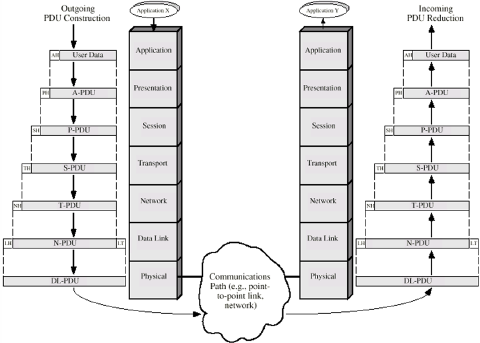 Outgoing
PDU Construction
Application X
Application Y
Incoming
PDU Reduction
AH User Data
Application
Application
AH User Data
PH A-PDU
Presentation
Presentation
PH A-PDU
SH P-PDU
Session
Session
SH P-PDU
TH S-PDU
Transport
Transport
TH S-PDU
NH T-PDU
Network
Network
NH T-PDU
LH N-PDU LT
Data Link
Data Link
LH N-PDU LT
DL-PDU
Physical
Communications
Path (e.g., point-
to-point link,
network)
Physical
DL-PDU